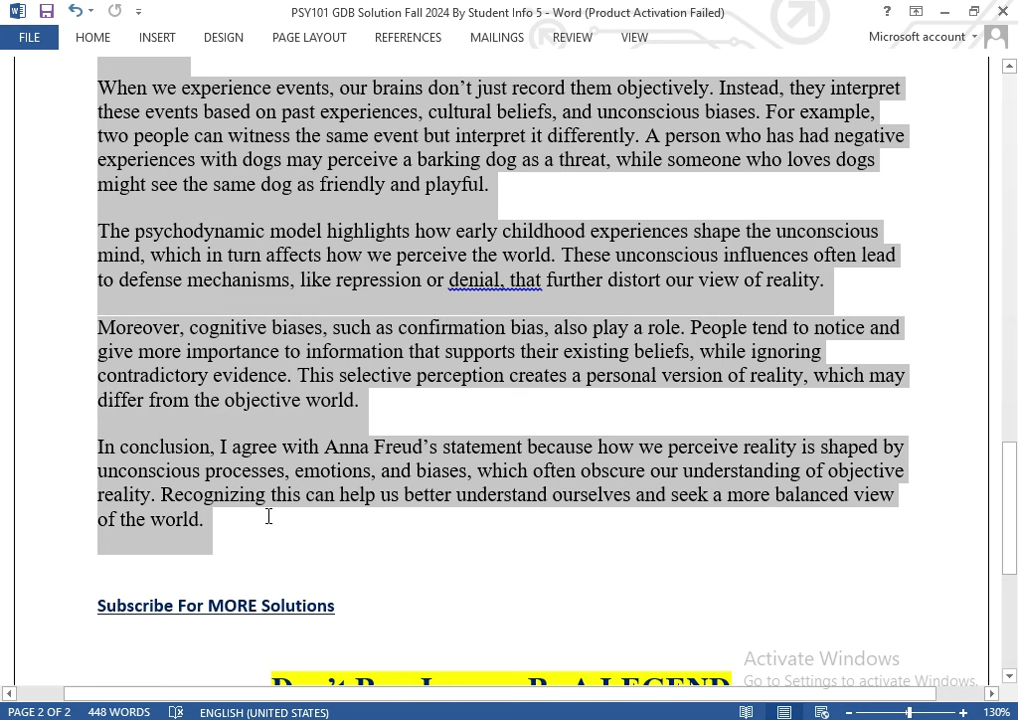 PSY101 GDB Solution Fall 2024 By Student Info 5 - Word (Product Activation Failed)
FILE HOME INSERT DESIGN PAGE LAYOUT REFERENCES MAILINGS REVIEW VIEW Microsoft account
When we experience events, our brains don’t just record them objectively. Instead, they interpret
these events based on past experiences, cultural beliefs, and unconscious biases. For example,
two people can witness the same event but interpret it differently. A person who has had negative
experiences with dogs may perceive a barking dog as a threat, while someone who loves dogs
might see the same dog as friendly and playful.
The psychodynamic model highlights how early childhood experiences shape the unconscious
mind, which in turn affects how we perceive the world. These unconscious influences often lead
to defense mechanisms, like repression or denial, that further distort our view of reality.
Moreover, cognitive biases, such as confirmation bias, also play a role. People tend to notice and
give more importance to information that supports their existing beliefs, while ignoring
contradictory evidence. This selective perception creates a personal version of reality, which may
differ from the objective world.
In conclusion, I agree with Anna Freud’s statement because how we perceive reality is shaped by
unconscious processes, emotions, and biases, which often obscure our understanding of objective
reality. Recognizing this can help us better understand ourselves and seek a more balanced view
of the world.
Subscribe For MORE Solutions
Activate Windows
Go to Settings to activate Windows.
PAGE 2 OF 2 448 WORDS ENGLISH (UNITED STATES) 130%